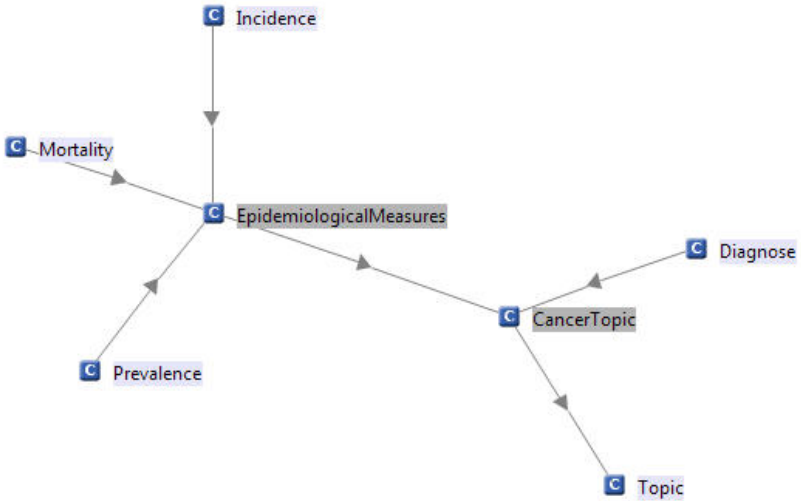 C Incidence
C Mortality
C EpidemiologicalMeasures
C Diagnose
C CancerTopic
C Prevalence
C Topic